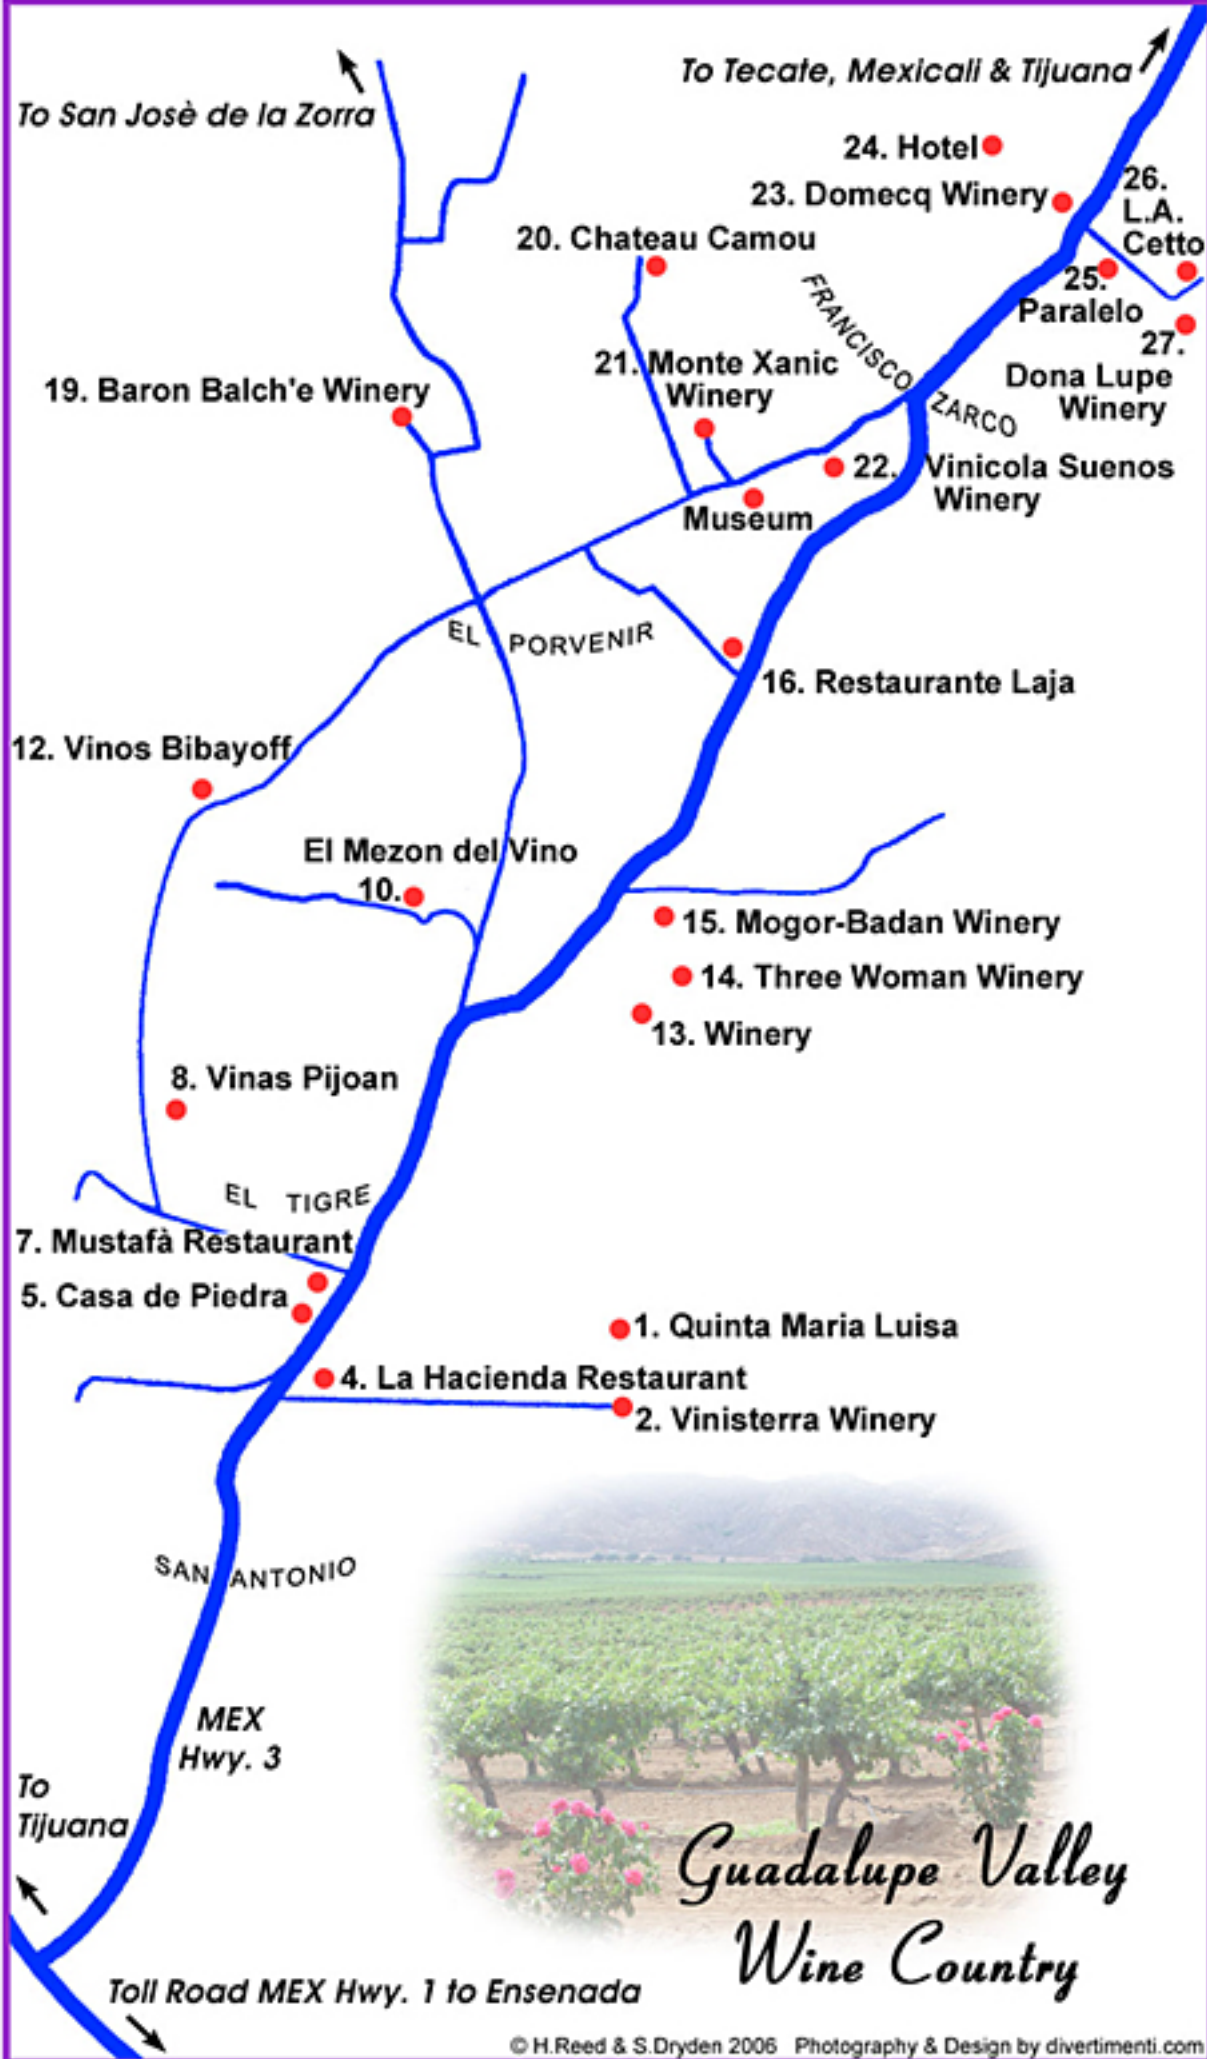 To Tecate, Mexicali & Tijuana
To San Josè de la Zorra
24. Hotel
23. Domecq Winery
26.
L.A.
Cetto
20. Chateau Camou
25.
Paralelo
FRANCISCO ZARCO
27.
Dona Lupe
Winery
21. Monte Xanic
Winery
19. Baron Balch'e Winery
22. Vinicola Suenos
Winery
Museum
EL PORVENIR
16. Restaurante Laja
12. Vinos Bibayoff
El Mezon del Vino
10.
15. Mogor-Badan Winery
14. Three Woman Winery
13. Winery
8. Vinas Pijoan
EL TIGRE
7. Mustafà Restaurant
5. Casa de Piedra
1. Quinta Maria Luisa
4. La Hacienda Restaurant
2. Vinisterra Winery
SAN ANTONIO
MEX
Hwy. 3
To
Tijuana
Guadalupe Valley
Wine Country
Toll Road MEX Hwy. 1 to Ensenada
© H.Reed & S.Dryden 2006 Photography & Design by divertimenti.com